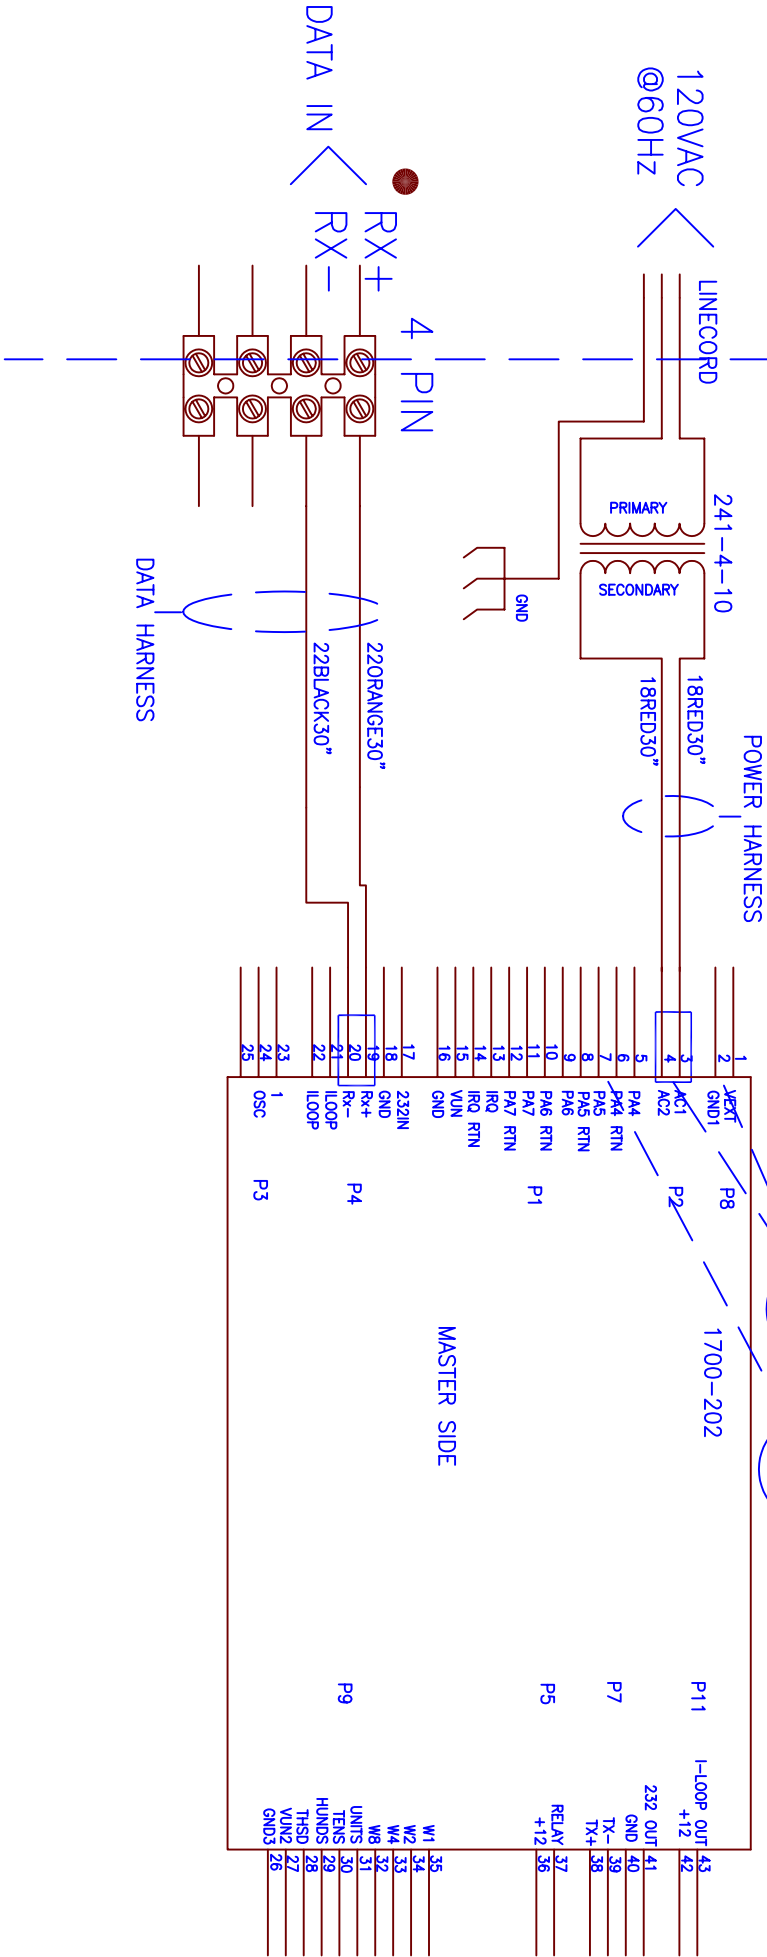 120VAC
@60Hz
LINECORD
241-4-10
PRIMARY
SECONDARY
GND
18RED30"
18RED30"
POWER HARNESS
DATA IN
RX+
RX-
4 PIN
22ORANGE30"
22BLACK30"
DATA HARNESS
1 VEXT
2 GND1
3 AC1
4 AC2
5 PA4
6 PA4 RTN
7 PA5
8 PA5 RTN
9 PA6
10 PA6 RTN
11 PA7
12 PA7 RTN
13 IRQ
14 IRQ RTN
15 VUN
16 GND
17 232IN
18 GND
19 Rx+
20 Rx-
21 ILOOP
22 ILOOP
23 1
24 OSC
25
P8
P2
P1
P4
P3
1700-202
MASTER SIDE
P11
P7
P5
P9
I-LOOP OUT 43
+12 42
232 OUT 41
GND 40
TX- 39
TX+ 38
RELAY 37
+12 36
W1 35
W2 34
W4 33
W8 32
UNITS 31
TENS 30
HUNDS 29
THSD 28
VUN2 27
GND3 26